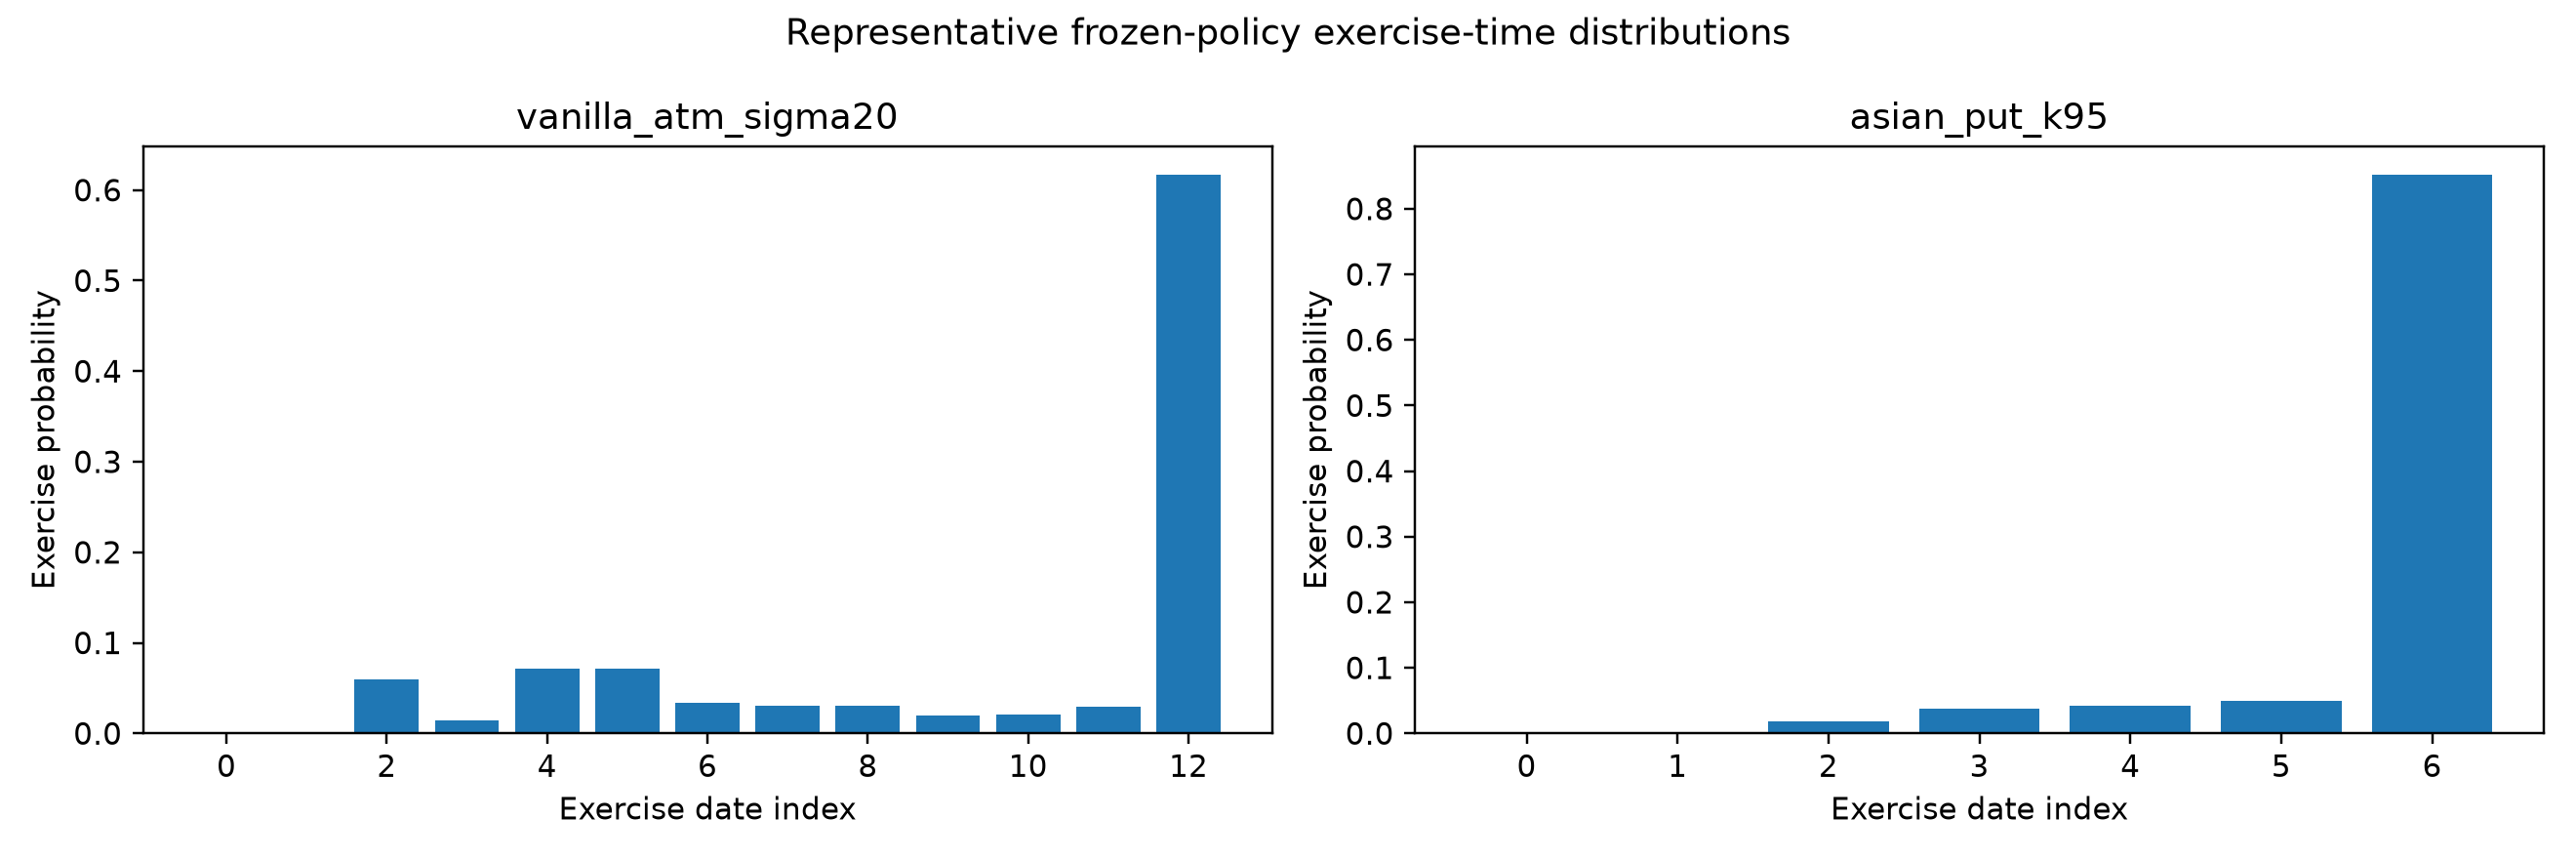 Representative frozen-policy exercise-time distributions
vanilla_atm_sigma20
Exercise probability
0.6
0.5
0.4
0.3
0.2
0.1
0.0
0 2 4 6 8 10 12
Exercise date index
asian_put_k95
Exercise probability
0.8
0.7
0.6
0.5
0.4
0.3
0.2
0.1
0.0
0 1 2 3 4 5 6
Exercise date index